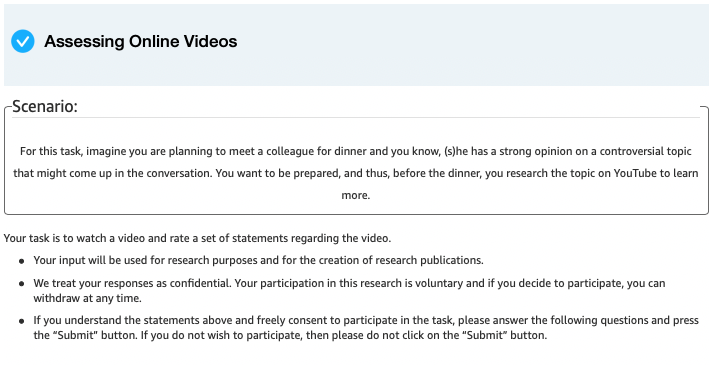 Assessing Online Videos
Scenario:
For this task, imagine you are planning to meet a colleague for dinner and you know, (s)he has a strong opinion on a controversial topic
that might come up in the conversation. You want to be prepared, and thus, before the dinner, you research the topic on YouTube to learn
more.
Your task is to watch a video and rate a set of statements regarding the video.
• Your input will be used for research purposes and for the creation of research publications.
• We treat your responses as confidential. Your participation in this research is voluntary and if you decide to participate, you can
withdraw at any time.
• If you understand the statements above and freely consent to participate in the task, please answer the following questions and press
the “Submit” button. If you do not wish to participate, then please do not click on the “Submit” button.